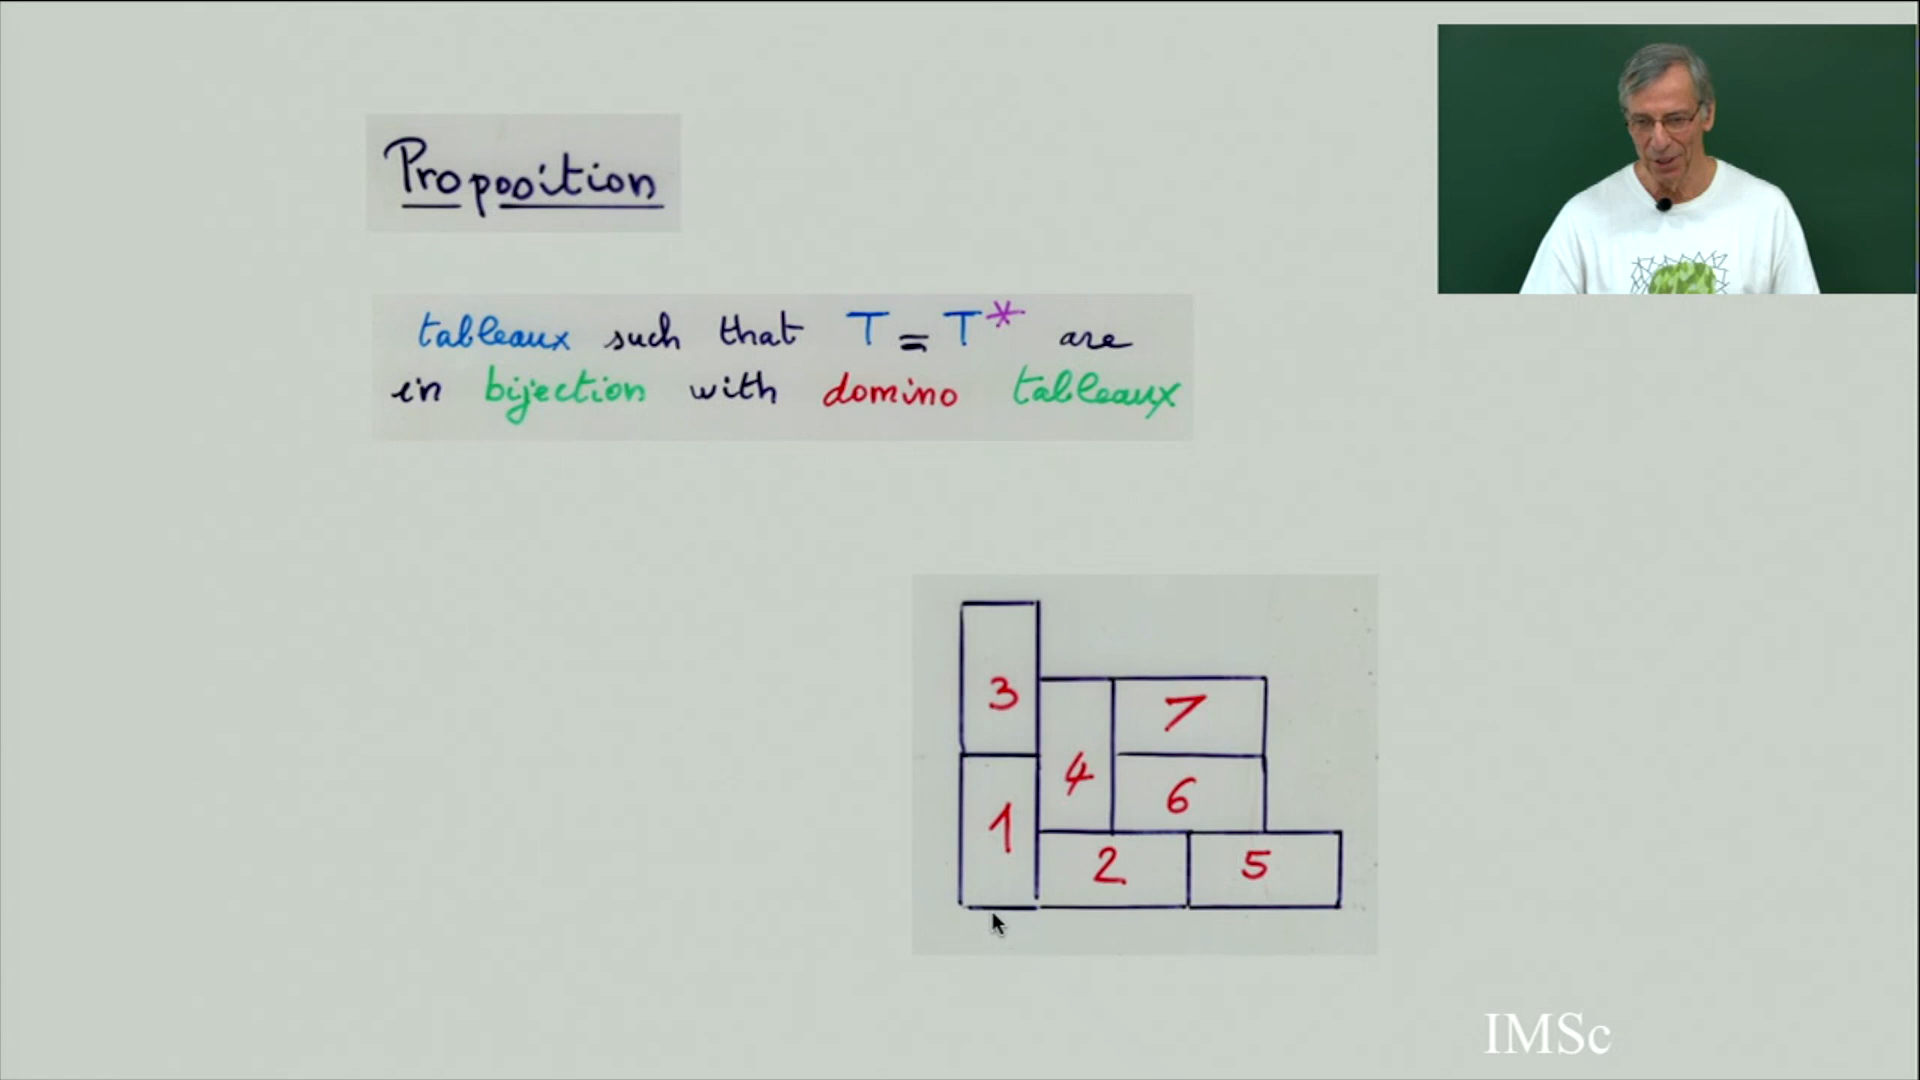 Proposition
tableaux such that T = T* are
in bijection with domino tableaux
3
7
4
6
1
2
5
IMSc